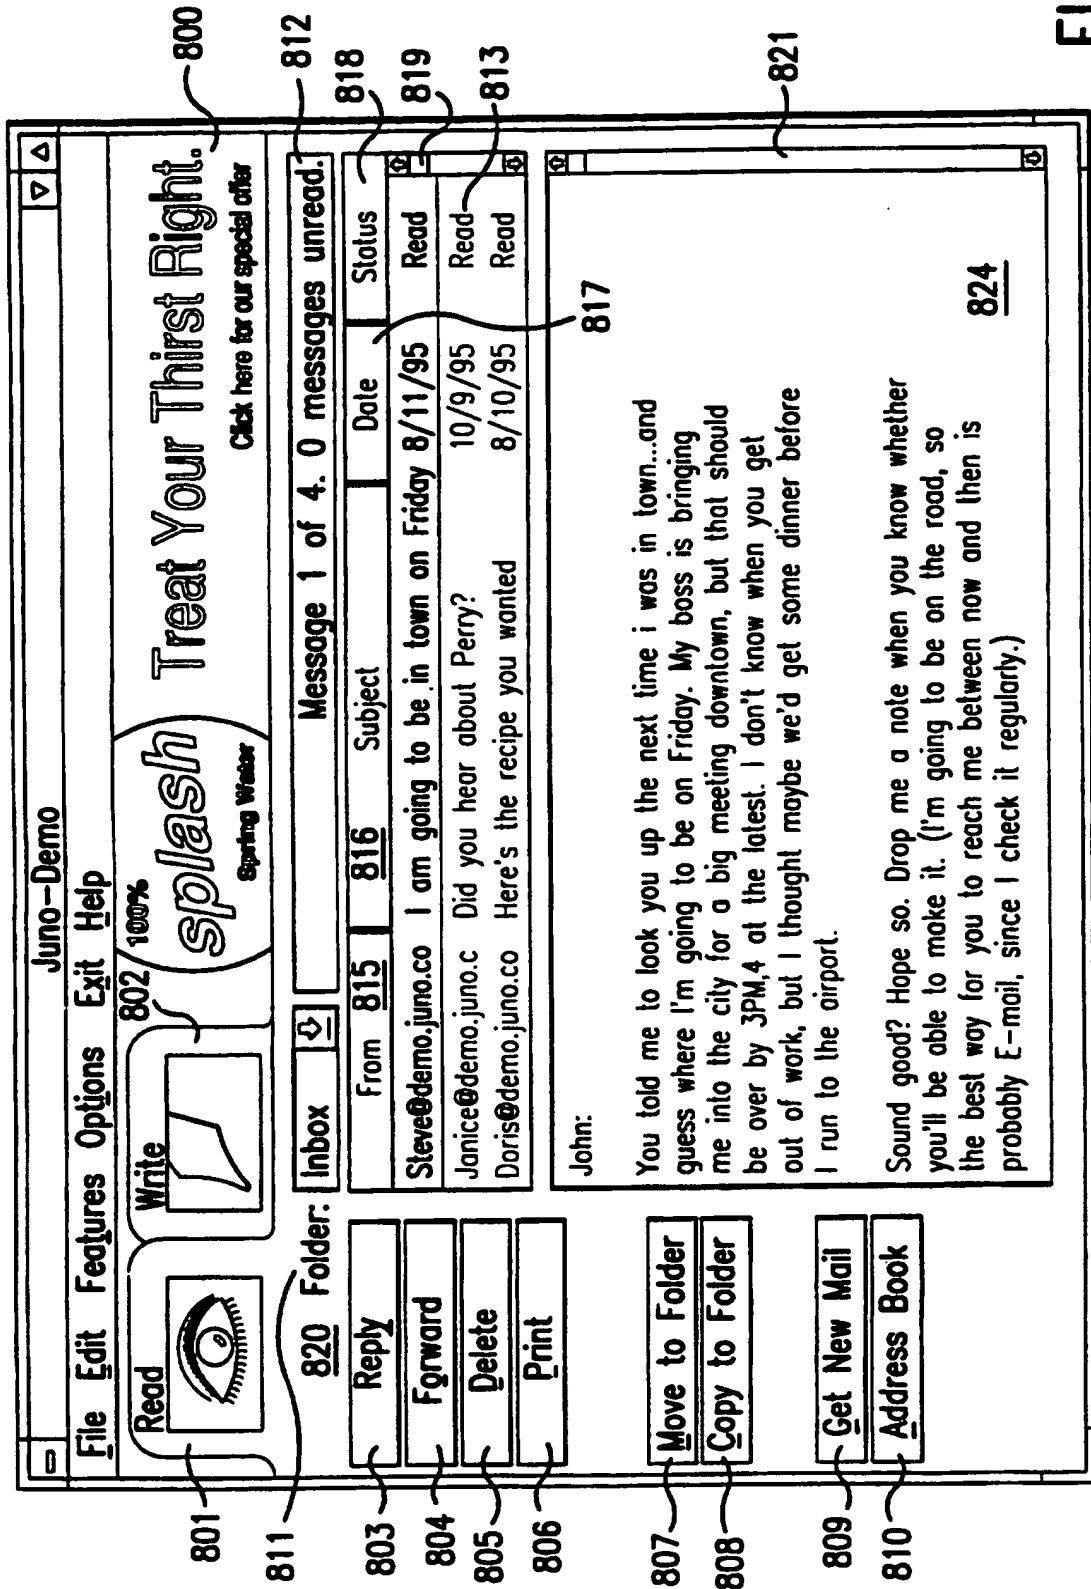 Juno-Demo
File Edit Features Options Exit Help
Read
Write
802
100%
splash
Spring Water
Treat Your Thirst Right.
Click here for our special offer
800
801
811
820 Folder:
Inbox
Message 1 of 4. 0 messages unread.
812
From 815
816 Subject
Date
Status
818
Steve@demo.juno.co I am going to be in town on Friday 8/11/95 Read
819
Janice@demo.juno.c Did you hear about Perry? 10/9/95 Read
813
Doris@demo.juno.co Here's the recipe you wanted 8/10/95 Read
817
803 Reply
804 Forward
805 Delete
806 Print
807 Move to Folder
808 Copy to Folder
809 Get New Mail
810 Address Book
John:
You told me to look you up the next time i was in town...and
guess where I'm going to be on Friday. My boss is bringing
me into the city for a big meeting downtown, but that should
be over by 3PM,4 at the latest. I don't know when you get
out of work, but I thought maybe we'd get some dinner before
I run to the airport.
821
Sound good? Hope so. Drop me a note when you know whether
you'll be able to make it. (I'm going to be on the road, so
the best way for you to reach me between now and then is
probably E-mail, since I check it regularly.)
824